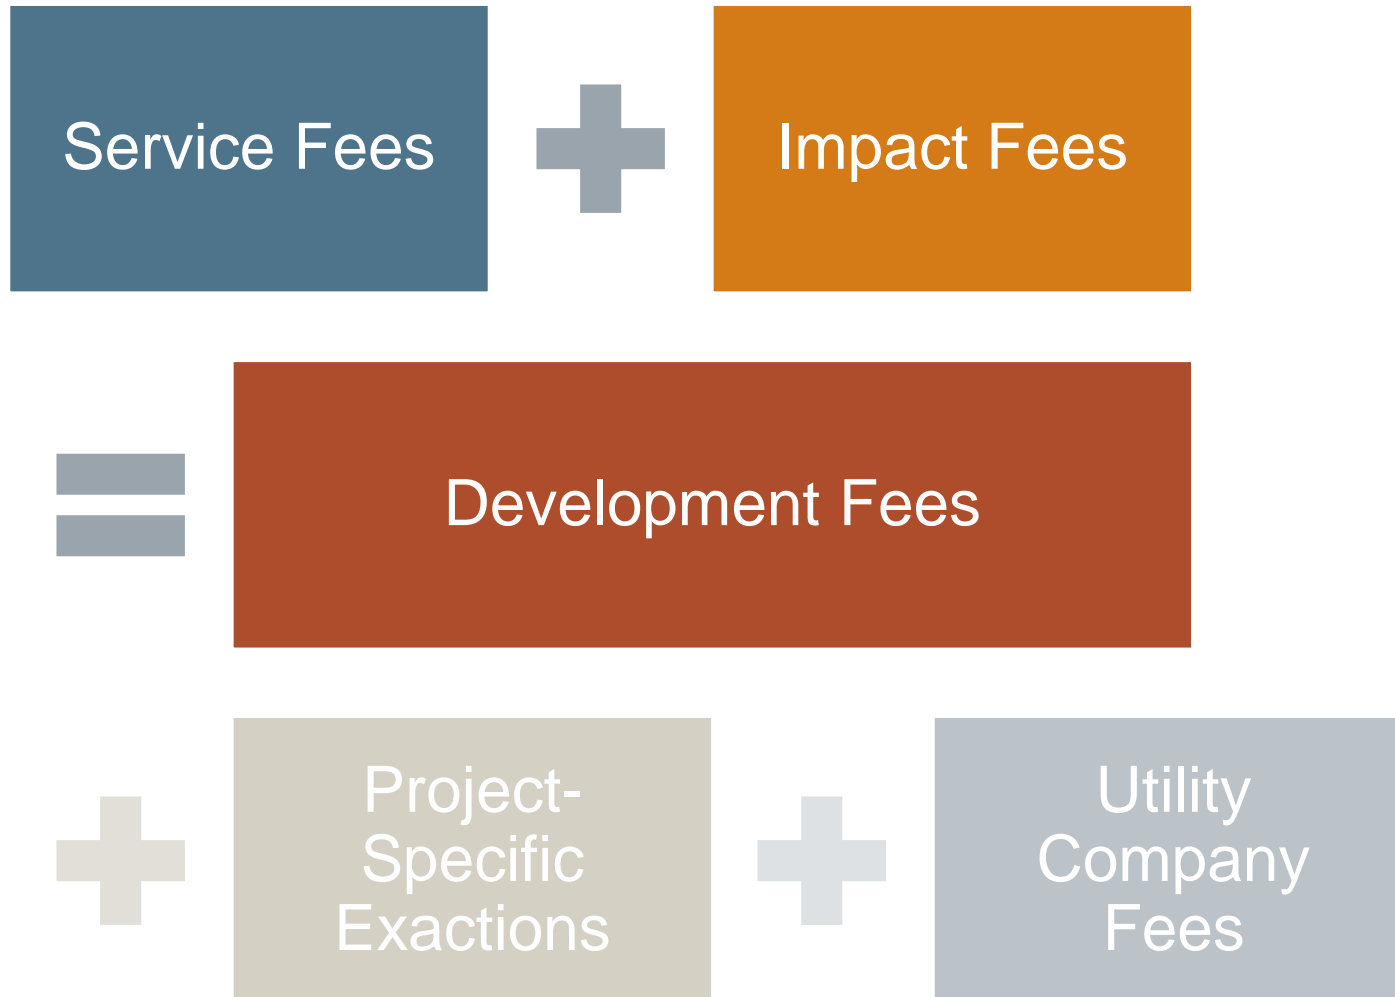 Service Fees
Impact Fees
Development Fees
Project-
Specific
Exactions
Utility
Company
Fees